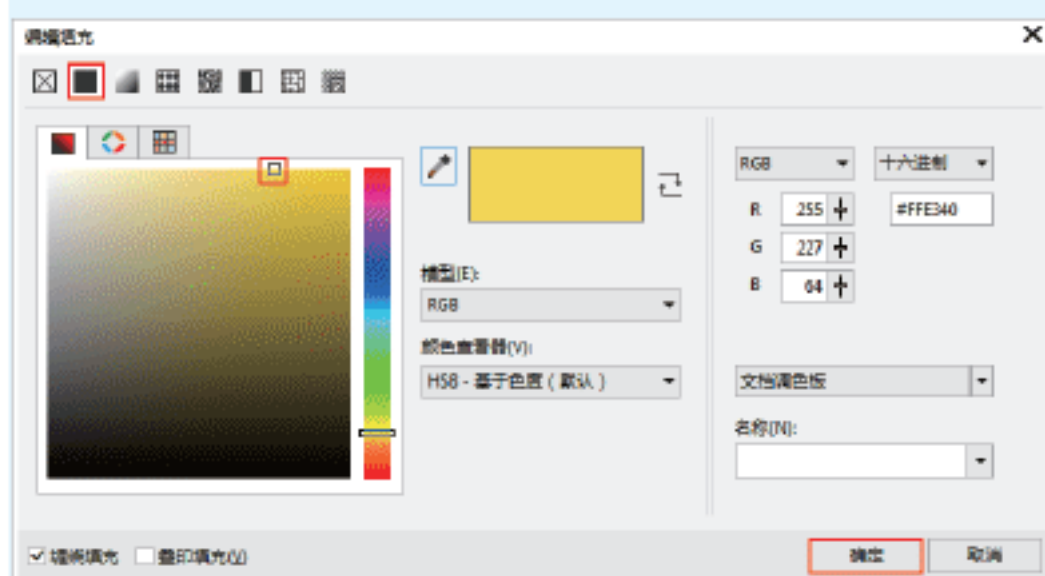 编辑填充
RGB 十六进制
R 255 #FFE340
G 227
B 64
模型(E):
RGB
颜色查看器(V):
HSB - 基于色度 ( 默认 )
文档调色板
名称(N):
缠绕填充 叠印填充(V)
确定 取消